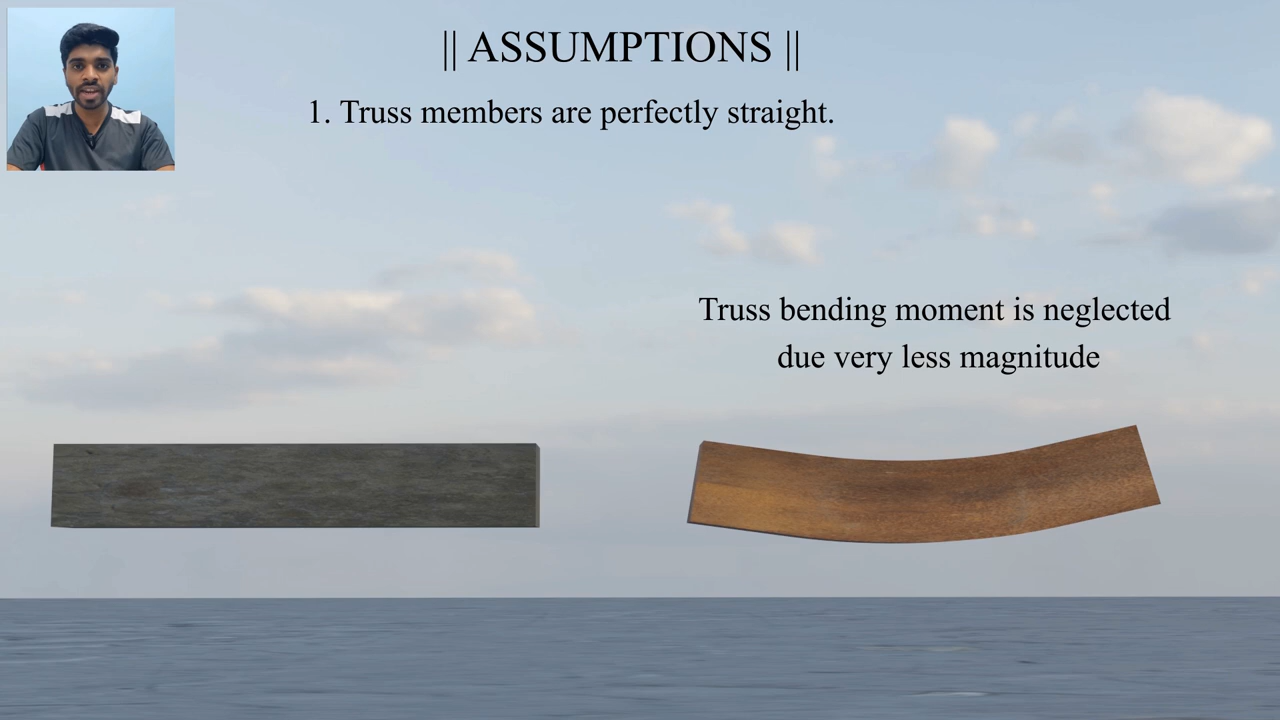 || ASSUMPTIONS ||
1. Truss members are perfectly straight.
Truss bending moment is neglected
due very less magnitude